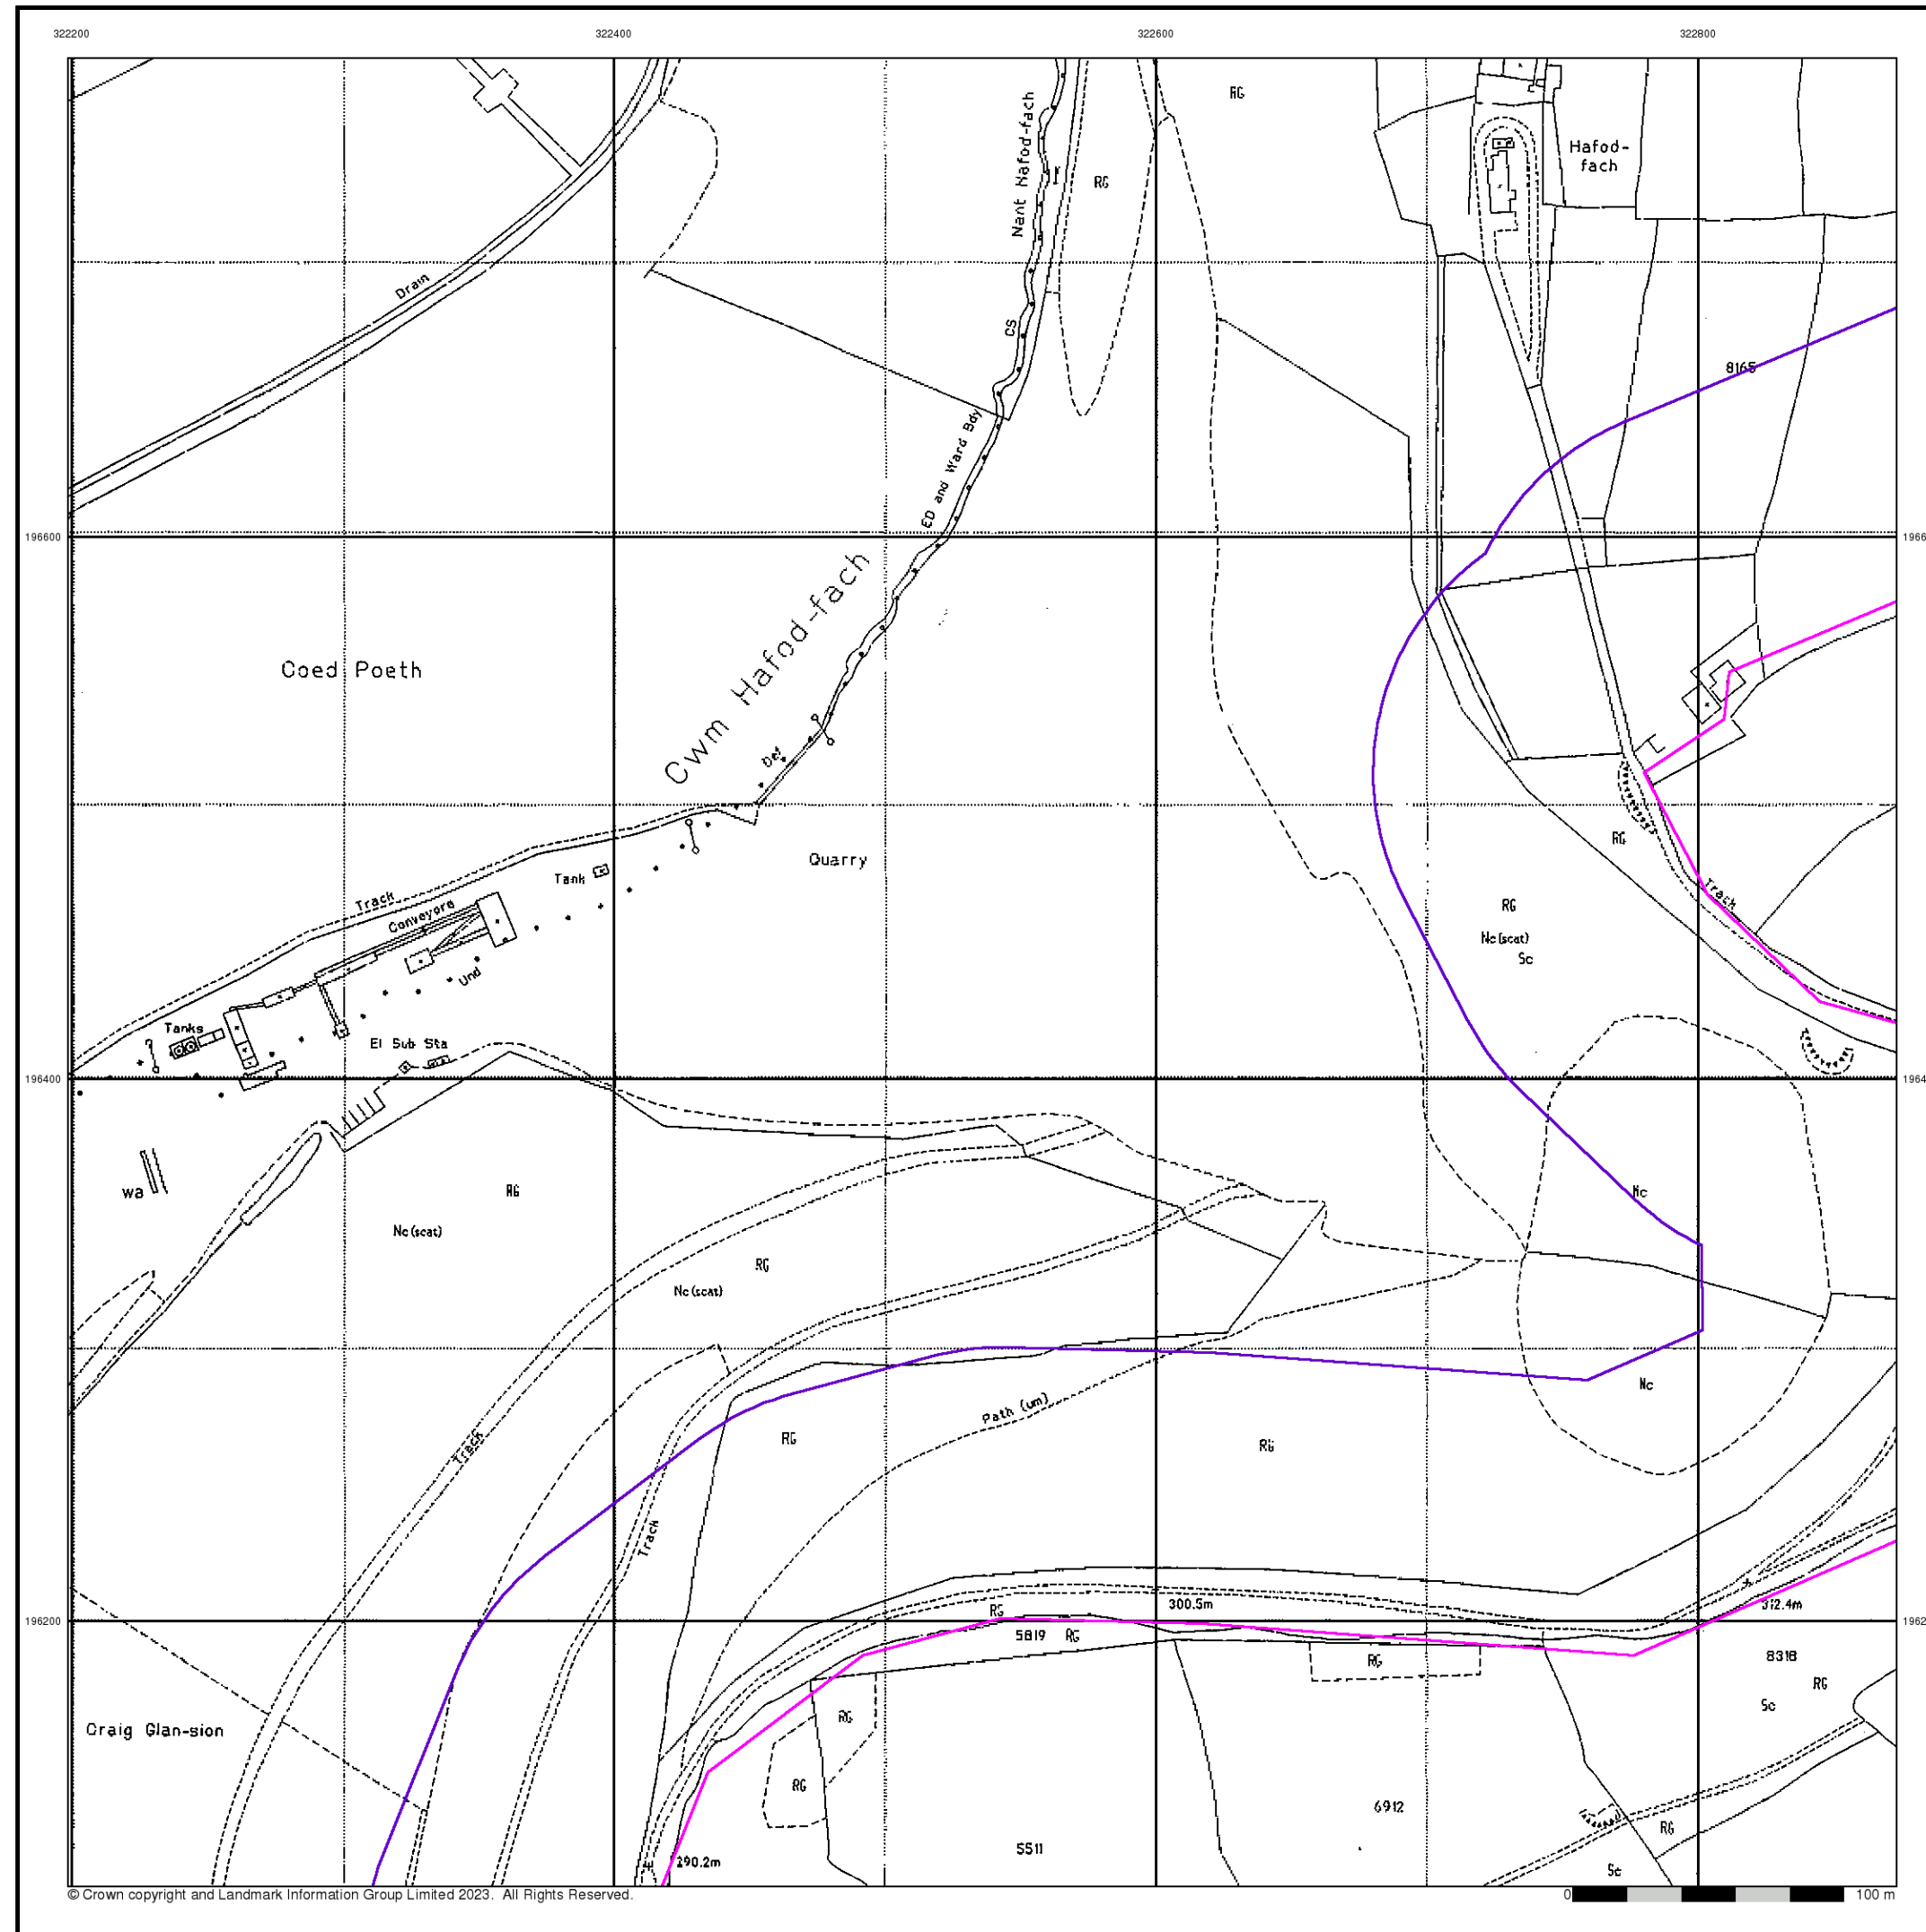 322200
322400
322600
322800
RG
Hafod-
fach
Nant Hafod-fach
RG
Drain
CS
8165
ED and Ward Bdy
196600
1966
Cwm Hafod-fach
Coed Poeth
Def
RG
Quarry
Tank
Track
Track
Conveyors
RG
Nc (scat)
Sc
Und
Tanks
El Sub Sta
196400
1964
Wa
RG
Nc
Nc (scat)
RG
Nc (scat)
Nc
Path (um)
RG
RG
Track
Track
300.5m
312.4m
RG
196200
1962
5819
RG
8318
RG
RG
Sc
RG
Craig Glan-sion
RG
6912
RG
5511
290.2m
Sc
© Crown copyright and Landmark Information Group Limited 2023. All Rights Reserved.
0
100 m